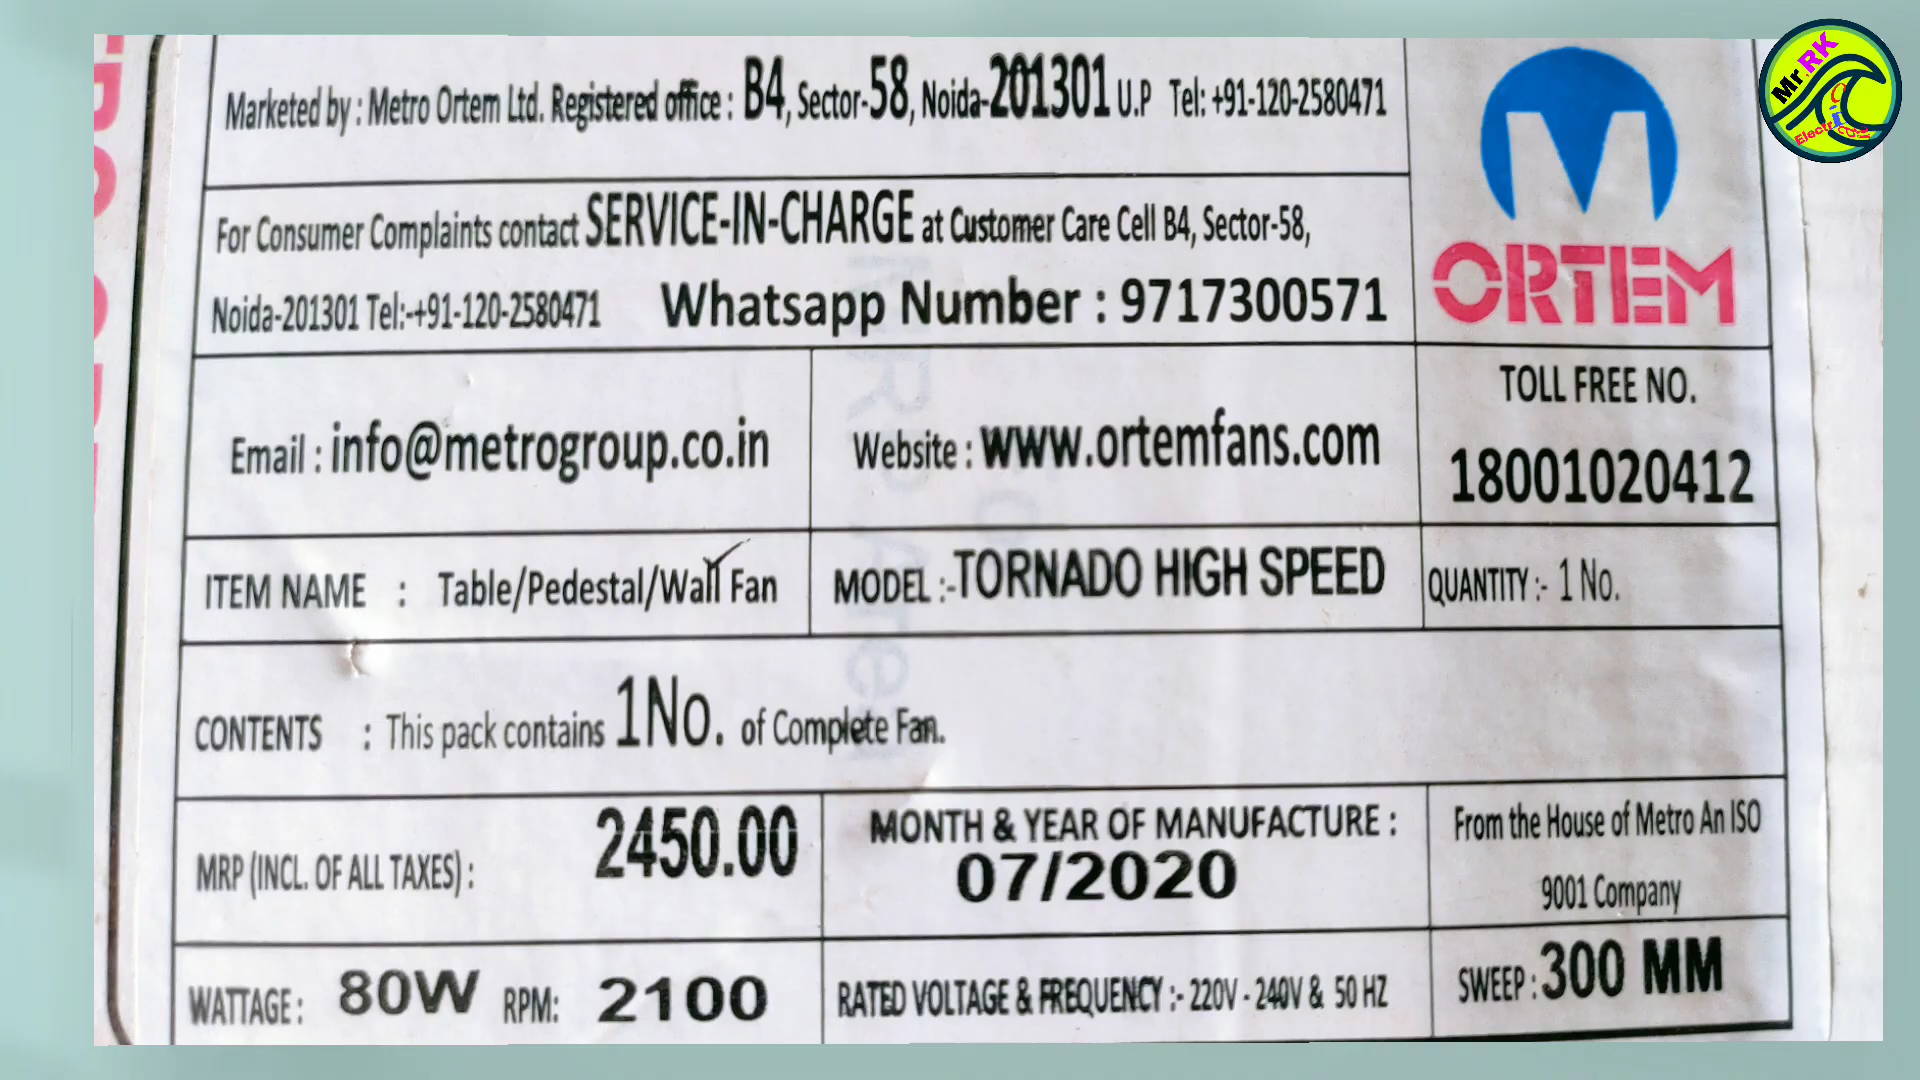 Marketed by : Metro Ortem Ltd. Registered office : B4, Sector-58, Noida-201301 U.P Tel: +91-120-2580471
For Consumer Complaints contact SERVICE-IN-CHARGE at Customer Care Cell B4, Sector-58,
Noida-201301 Tel:-+91-120-2580471 Whatsapp Number : 9717300571
ORTEM
Email : info@metrogroup.co.in
Website : www.ortemfans.com
TOLL FREE NO.
18001020412
ITEM NAME : Table/Pedestal/Wall Fan
MODEL :-TORNADO HIGH SPEED
QUANTITY :- 1 No.
CONTENTS : This pack contains 1No. of Complete Fan.
MRP (INCL. OF ALL TAXES) : 2450.00
MONTH & YEAR OF MANUFACTURE :
07/2020
From the House of Metro An ISO
9001 Company
WATTAGE : 80W RPM: 2100
RATED VOLTAGE & FREQUENCY :- 220V - 240V & 50 HZ
SWEEP : 300 MM
Mr.RK